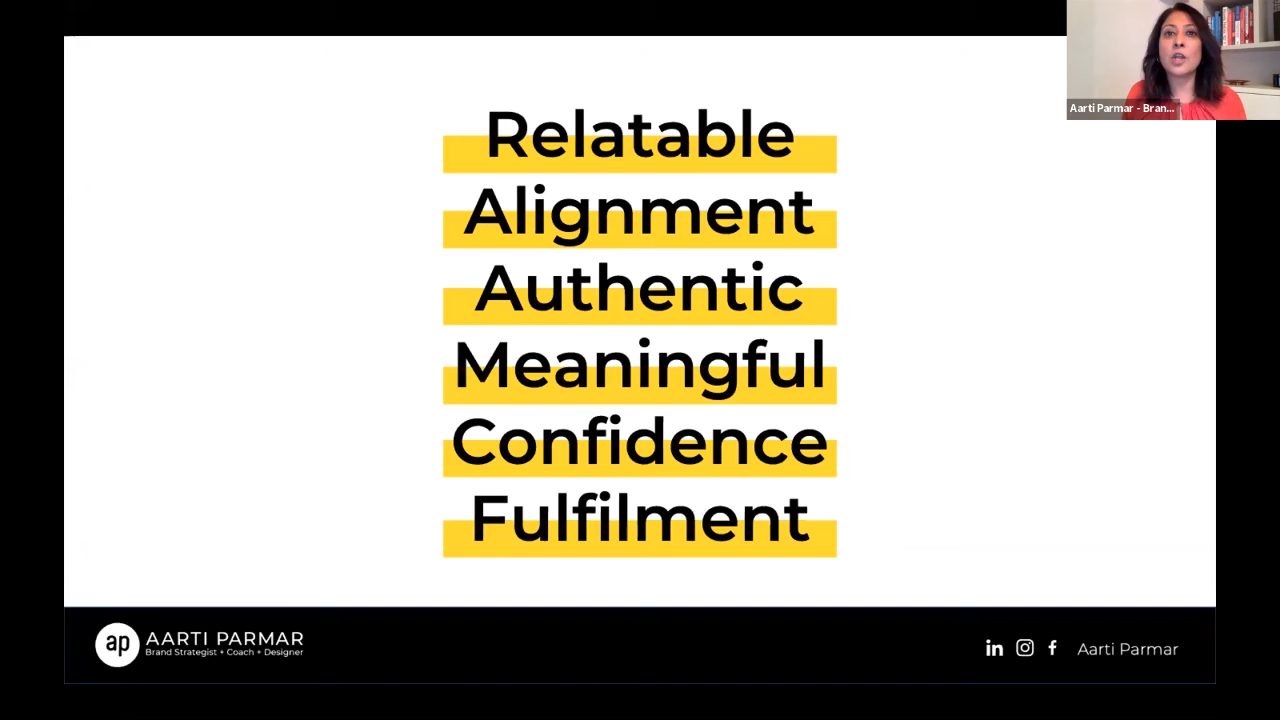 Relatable
Alignment
Authentic
Meaningful
Confidence
Fulfilment
Aarti Parmar - Bran...
ap
AARTI PARMAR
Brand Strategist + Coach + Designer
in
f
Aarti Parmar